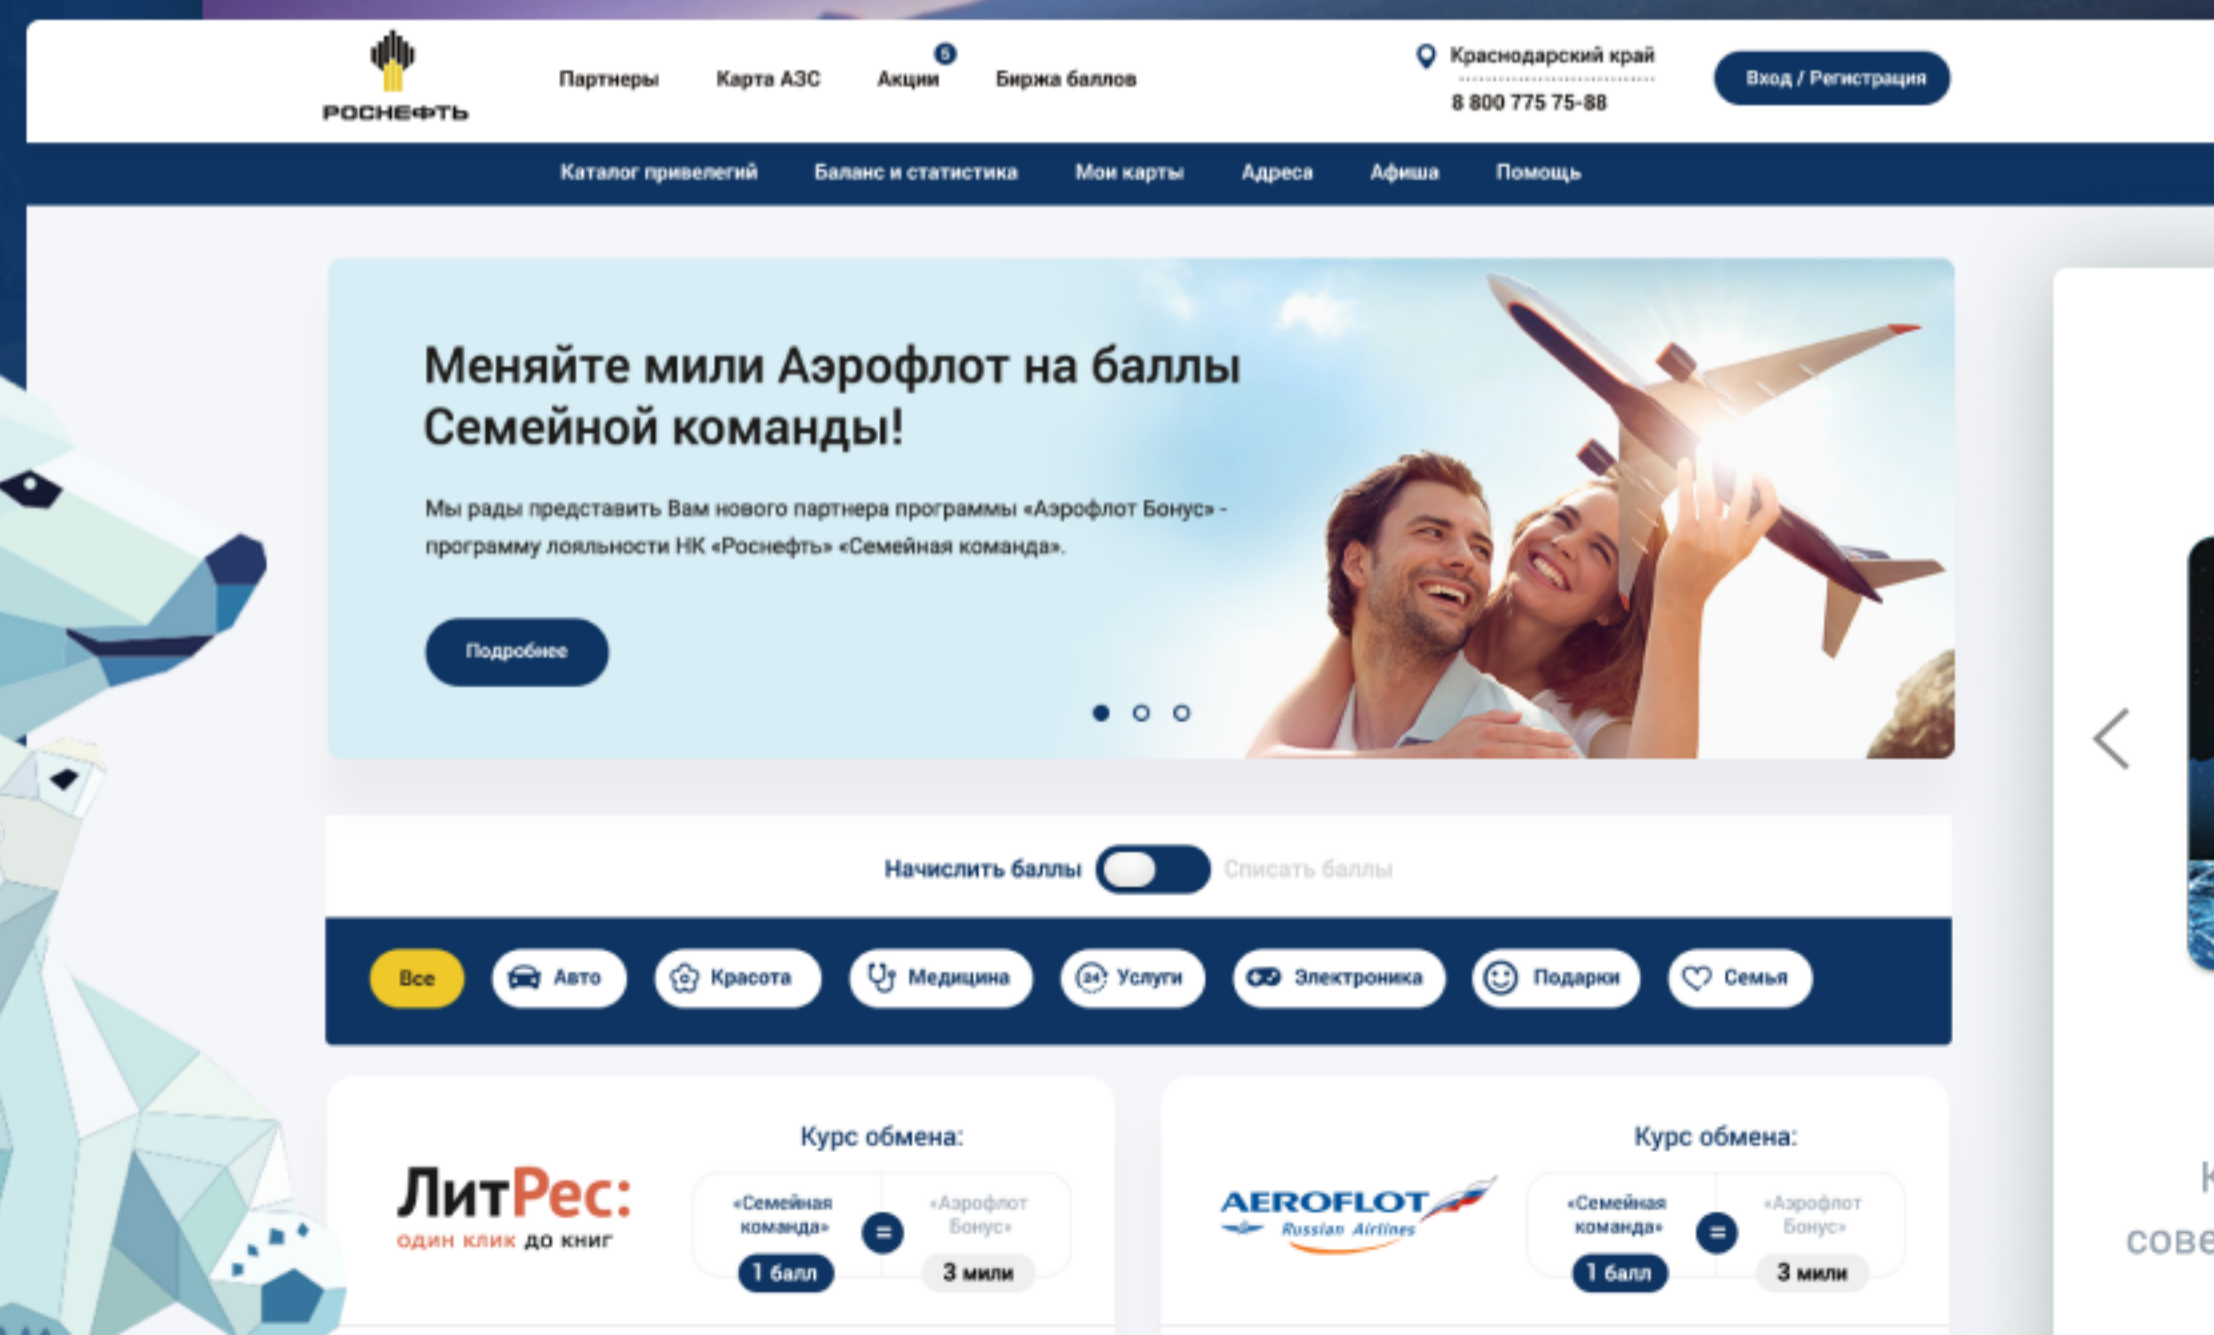 РОСНЕФТЬ
Партнеры
Карта АЗС
Акции
5
Биржа баллов
Краснодарский край
8 800 775 75-88
Вход / Регистрация
Каталог привелегий
Баланс и статистика
Мои карты
Адреса
Афиша
Помощь
Меняйте мили Аэрофлот на баллы
Семейной команды!
Мы рады представить Вам нового партнера программы «Аэрофлот Бонус» -
программу лояльности НК «Роснефть» «Семейная команда».
Подробнее
Начислить баллы
Списать баллы
Все
Авто
Красота
Медицина
24
Услуги
Электроника
Подарки
Семья
ЛитРес:
один клик до книг
Курс обмена:
«Семейная
команда»
1 балл
=
«Аэрофлот
Бонус»
3 мили
AEROFLOT
Russian Airlines
Курс обмена:
«Семейная
команда»
1 балл
=
«Аэрофлот
Бонус»
3 мили